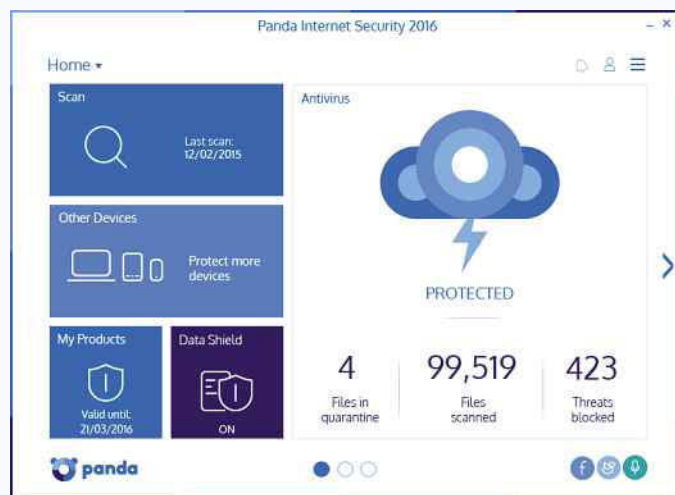 Panda Internet Security 2016
Home
Scan
Last scan:
12/02/2015
Antivirus
Other Devices
Protect more
devices
PROTECTED
My Products
Valid until:
21/03/2016
Data Shield
ON
4
Files in
quarantine
99,519
Files
scanned
423
Threats
blocked
panda